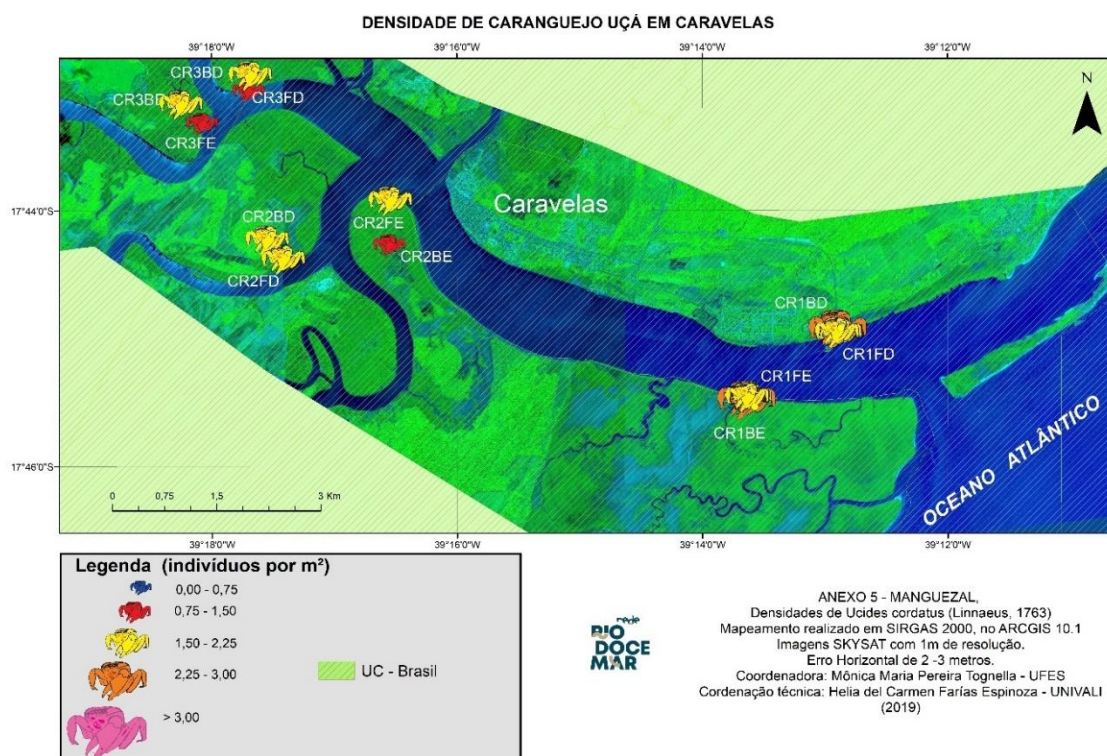 DENSIDADE DE CARANGUEJO UÇÁ EM CARAVELAS
39°18'0"W
39°16'0"W
39°14'0"W
39°12'0"W
N
CR3BD
CR3BD
CR3FD
CR3FE
17°44'0"S
CR2FE
CR2BE
CR2BD
CR2FD
Caravelas
CR1BD
CR1FD
CR1FE
CR1BE
17°46'0"S
OCEANO ATLÂNTICO
0 0,75 1,5 3 Km
39°18'0"W
39°16'0"W
39°14'0"W
39°12'0"W
Legenda (indivíduos por m²)
0,00 - 0,75
0,75 - 1,50
1,50 - 2,25
2,25 - 3,00
> 3,00
UC - Brasil
rede
RIO
DOCE
MAR
ANEXO 5 - MANGUEZAL,
Densidades de Ucides cordatus (Linnaeus, 1763)
Mapeamento realizado em SIRGAS 2000, no ARCGIS 10.1
Imagens SKYSAT com 1m de resolução.
Erro Horizontal de 2 -3 metros.
Coordenadora: Mônica Maria Pereira Tognella - UFES
Cordenação técnica: Helia del Carmen Farías Espinoza - UNIVALI
(2019)